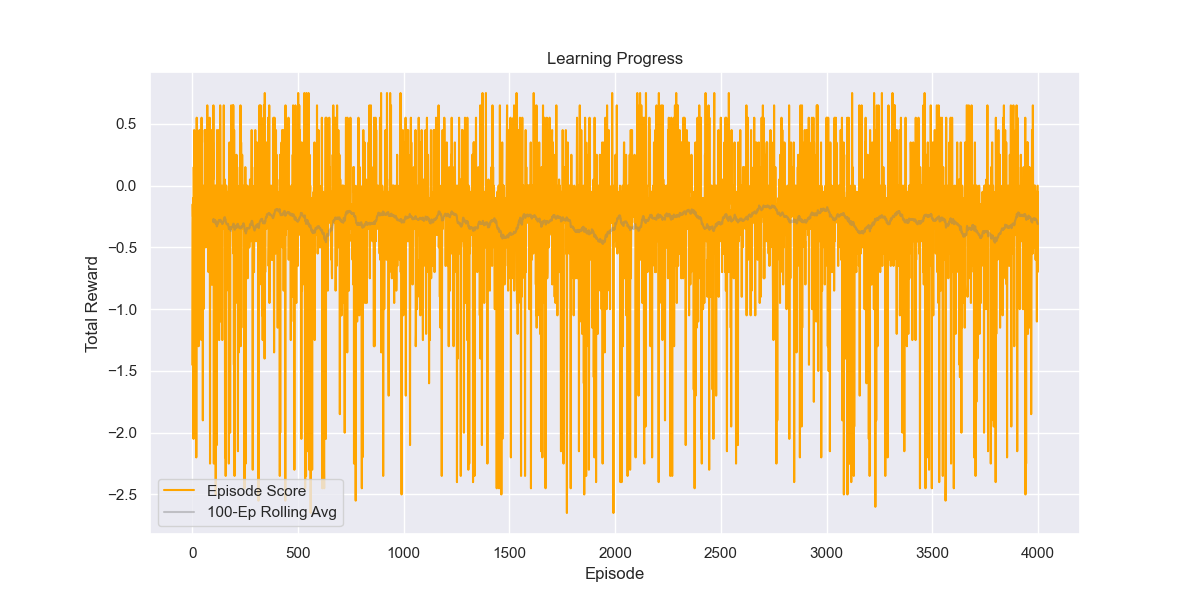 Learning Progress
Total Reward
0.5
0.0
−0.5
−1.0
−1.5
−2.0
−2.5
Episode Score
100-Ep Rolling Avg
0 500 1000 1500 2000 2500 3000 3500 4000
Episode